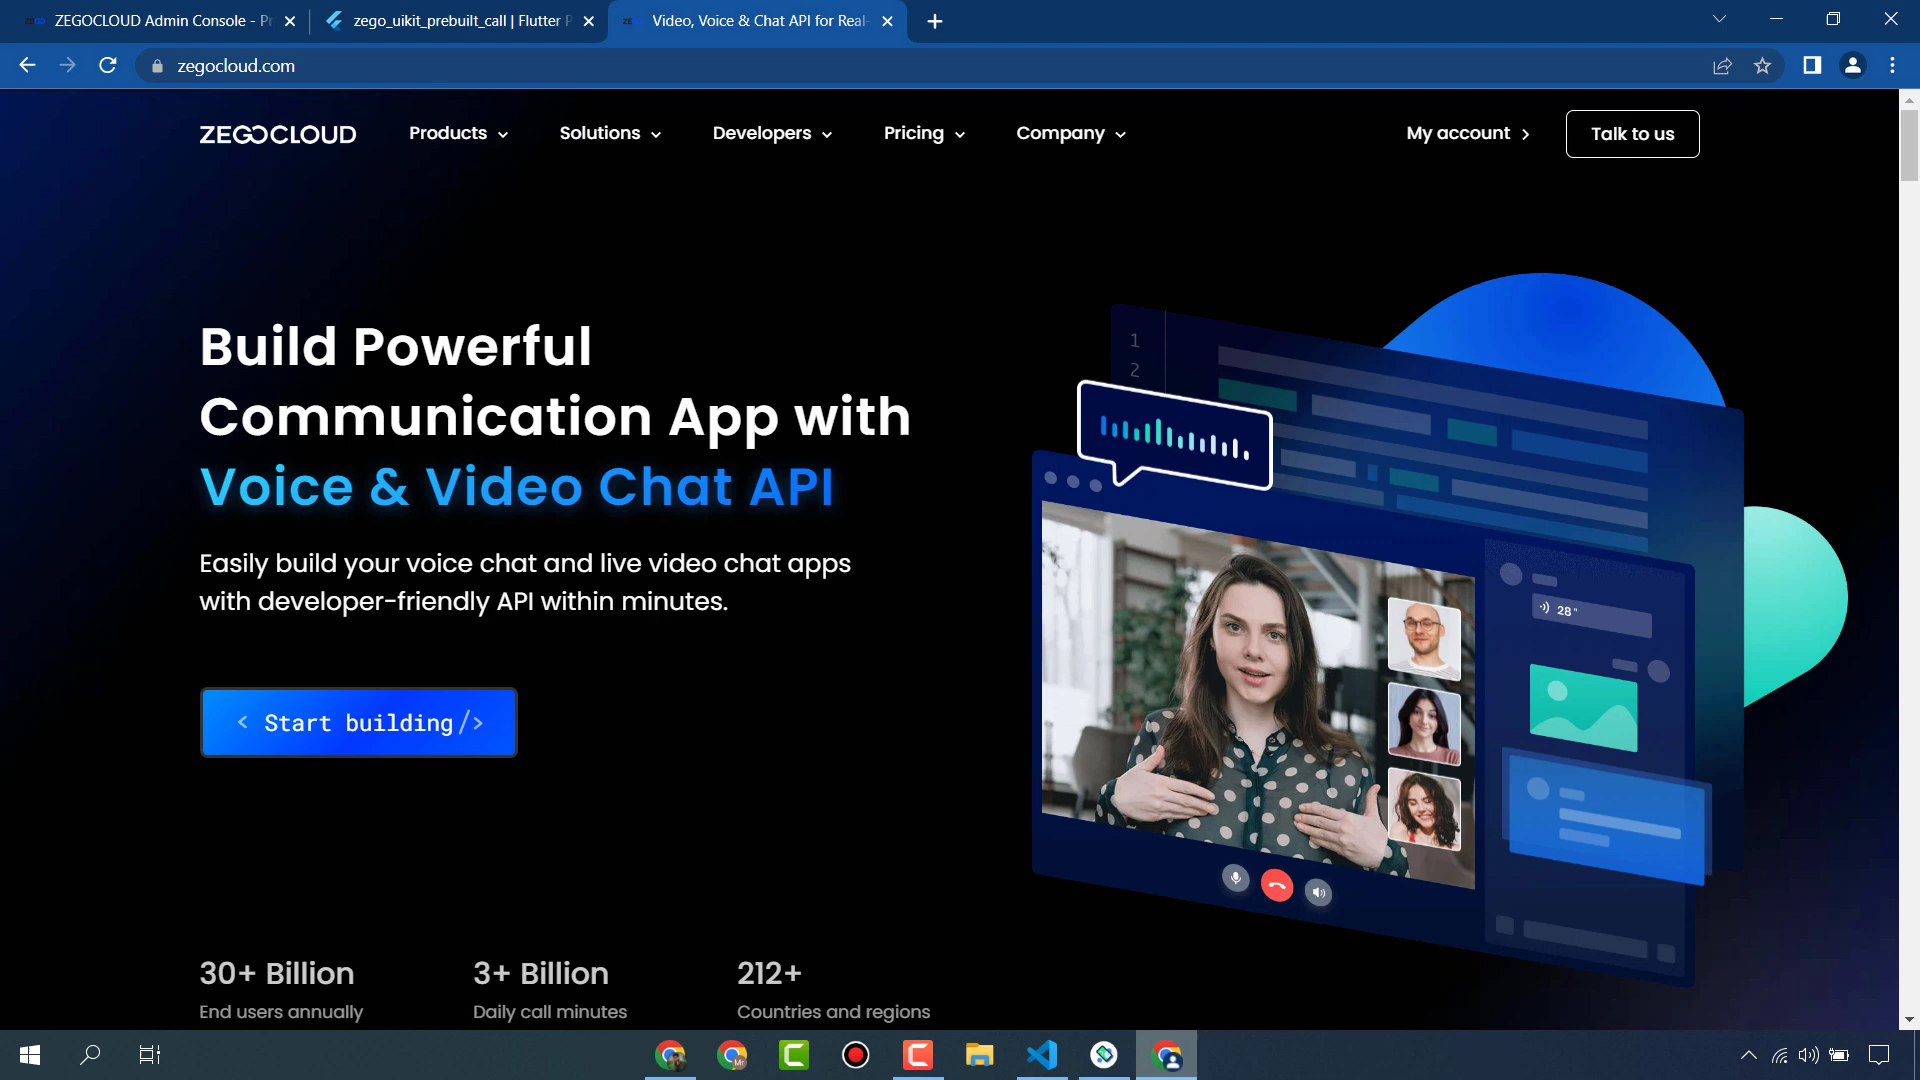 ZEGOCLOUD Admin Console - Pr
zego_uikit_prebuilt_call | Flutter P
Video, Voice & Chat API for Real-
zegocloud.com
ZEGOCLOUD
Products
Solutions
Developers
Pricing
Company
My account
Talk to us
Build Powerful
Communication App with
Voice & Video Chat API
Easily build your voice chat and live video chat apps
with developer-friendly API within minutes.
< Start building/>
1
2
28"
30+ Billion
End users annually
3+ Billion
Daily call minutes
212+
Countries and regions